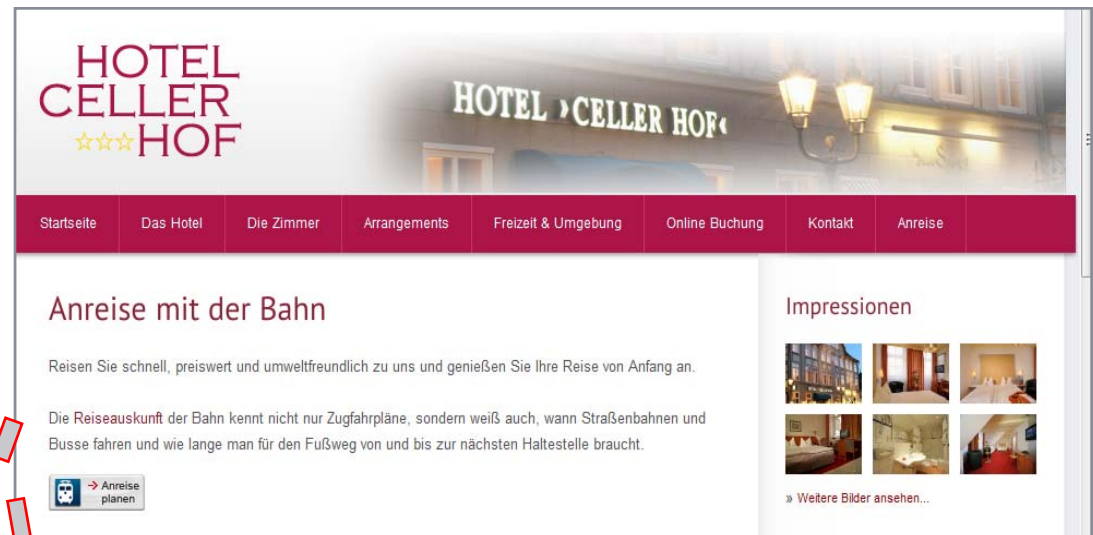 HOTEL
CELLER
HOF
HOTEL »CELLER HOF«
Startseite Das Hotel Die Zimmer Arrangements Freizeit & Umgebung Online Buchung Kontakt Anreise
Anreise mit der Bahn
Reisen Sie schnell, preiswert und umweltfreundlich zu uns und genießen Sie Ihre Reise von Anfang an.
Die Reiseauskunft der Bahn kennt nicht nur Zugfahrpläne, sondern weiß auch, wann Straßenbahnen und
Busse fahren und wie lange man für den Fußweg von und bis zur nächsten Haltestelle braucht.
→ Anreise
planen
Impressionen
» Weitere Bilder ansehen...